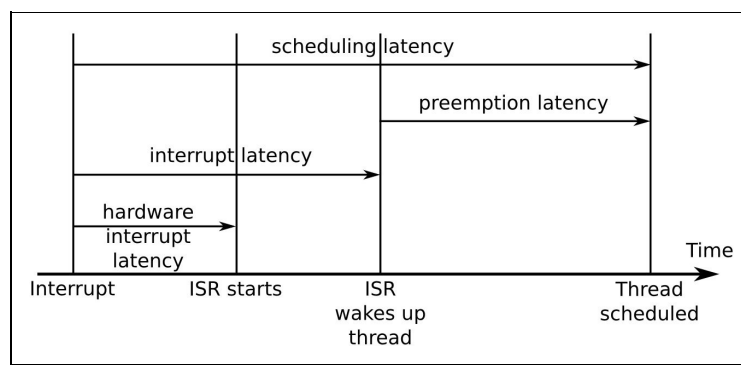 scheduling latency
preemption latency
interrupt latency
hardware
interrupt
latency
Time
Interrupt
ISR starts
ISR
wakes up
thread
Thread
scheduled